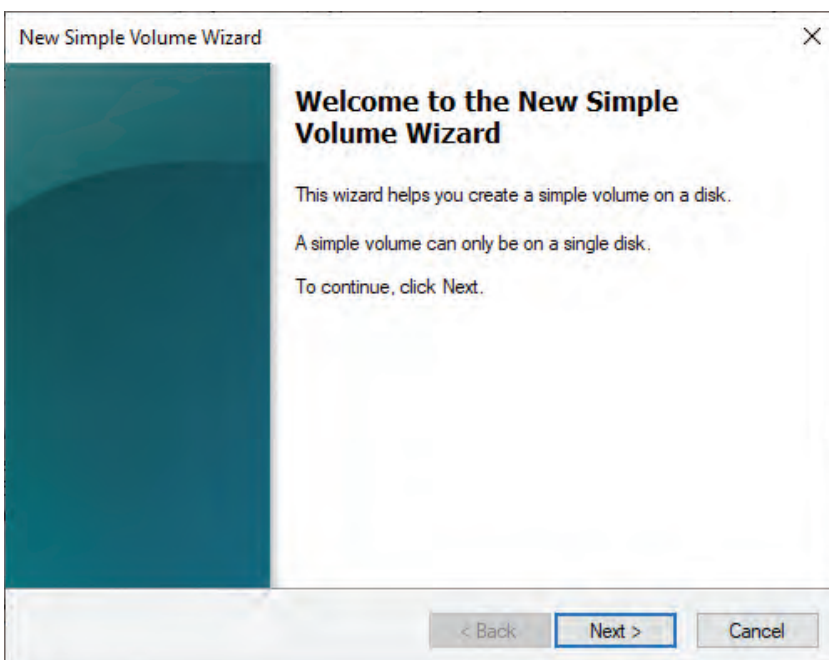 New Simple Volume Wizard
Welcome to the New Simple
Volume Wizard
This wizard helps you create a simple volume on a disk.
A simple volume can only be on a single disk.
To continue, click Next.
< Back
Next >
Cancel